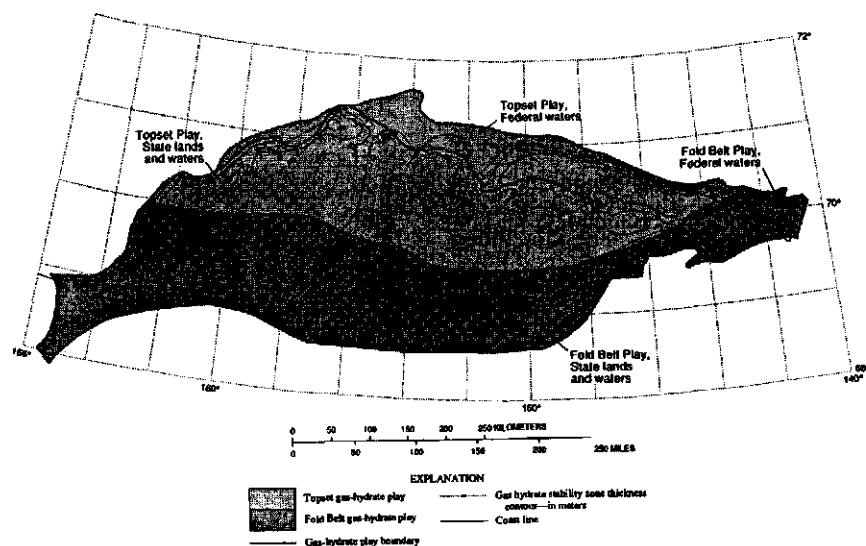 72°
Topset Play,
Federal waters
Topset Play,
State lands
and waters
Fold Belt Play,
Federal waters
70°
Fold Belt Play,
State lands
and waters
160°
140°
0 50 100 150 200 250 KILOMETERS
0 50 100 150 200 250 MILES
EXPLANATION
Topset gas-hydrate play
Fold Belt gas-hydrate play
Gas-hydrate play boundary
Gas hydrate stability zone thickness
contour—in meters
Coast line